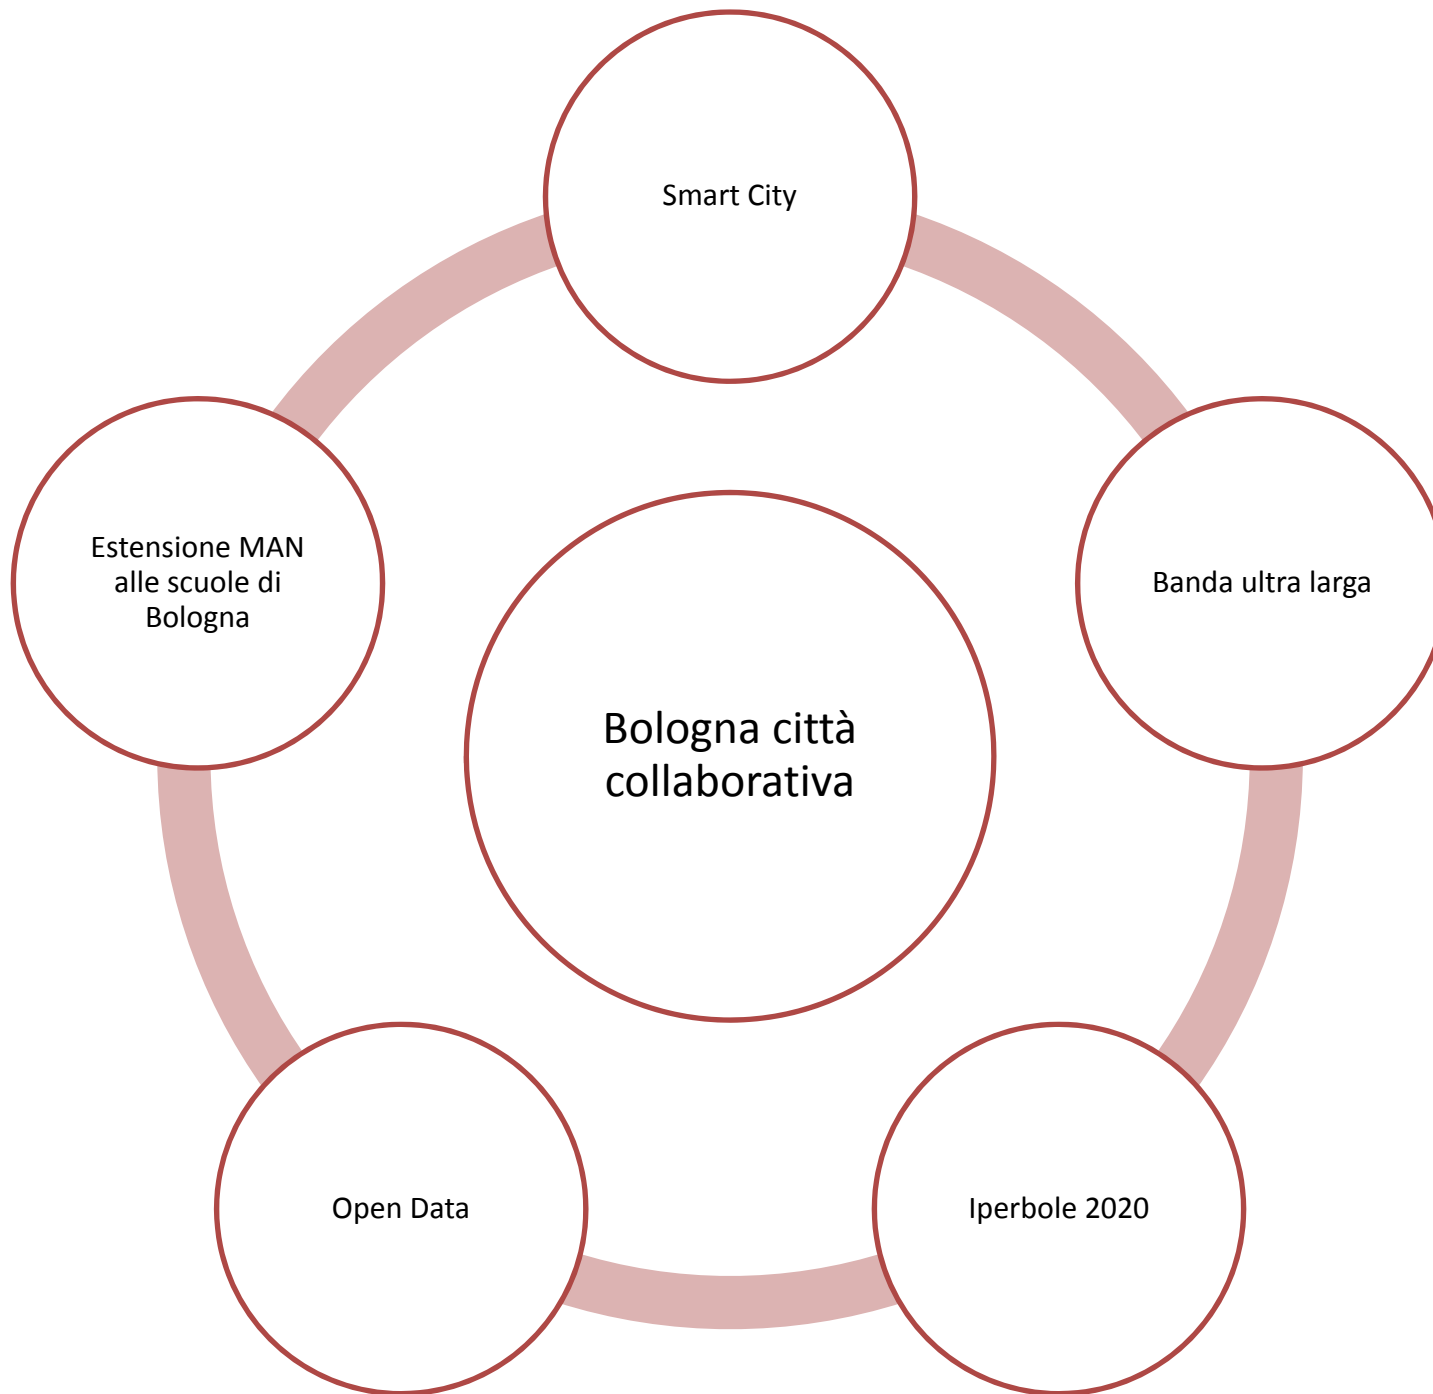 Smart City
Estensione MAN
alle scuole di
Bologna
Banda ultra larga
Bologna città
collaborativa
Open Data
Iperbole 2020